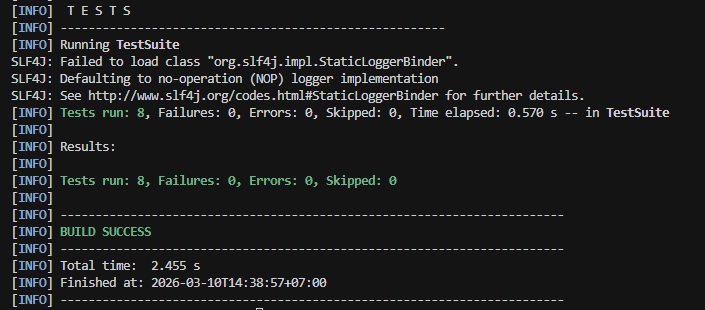 [INFO]  T E S T S
[INFO] -------------------------------------------------------
[INFO] Running TestSuite
SLF4J: Failed to load class "org.slf4j.impl.StaticLoggerBinder".
SLF4J: Defaulting to no-operation (NOP) logger implementation
SLF4J: See http://www.slf4j.org/codes.html#StaticLoggerBinder for further details.
[INFO] Tests run: 8, Failures: 0, Errors: 0, Skipped: 0, Time elapsed: 0.570 s -- in TestSuite
[INFO]
[INFO] Results:
[INFO]
[INFO] Tests run: 8, Failures: 0, Errors: 0, Skipped: 0
[INFO]
[INFO] ------------------------------------------------------------------------
[INFO] BUILD SUCCESS
[INFO] ------------------------------------------------------------------------
[INFO] Total time:  2.455 s
[INFO] Finished at: 2026-03-10T14:38:57+07:00
[INFO] ------------------------------------------------------------------------